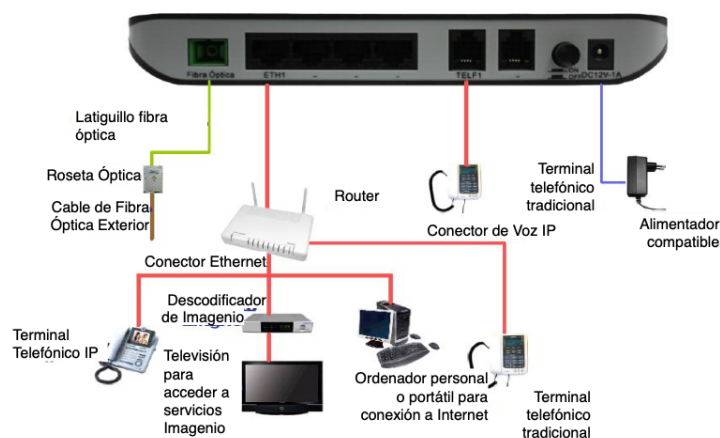 Fibra Óptica
ETH1
-
-
-
TELF1
-
ON
OFF
DC12V-1A
Latiguillo fibra
óptica
Roseta Óptica
Cable de Fibra
Óptica Exterior
Router
Conector de Voz IP
Terminal
telefónico
tradicional
Alimentador
compatible
Conector Ethernet
Descodificador
de Imagenio
Terminal
Telefónico IP
Televisión
para
acceder a
servicios
Imagenio
Ordenador personal
o portátil para
conexión a Internet
Terminal
telefónico
tradicional